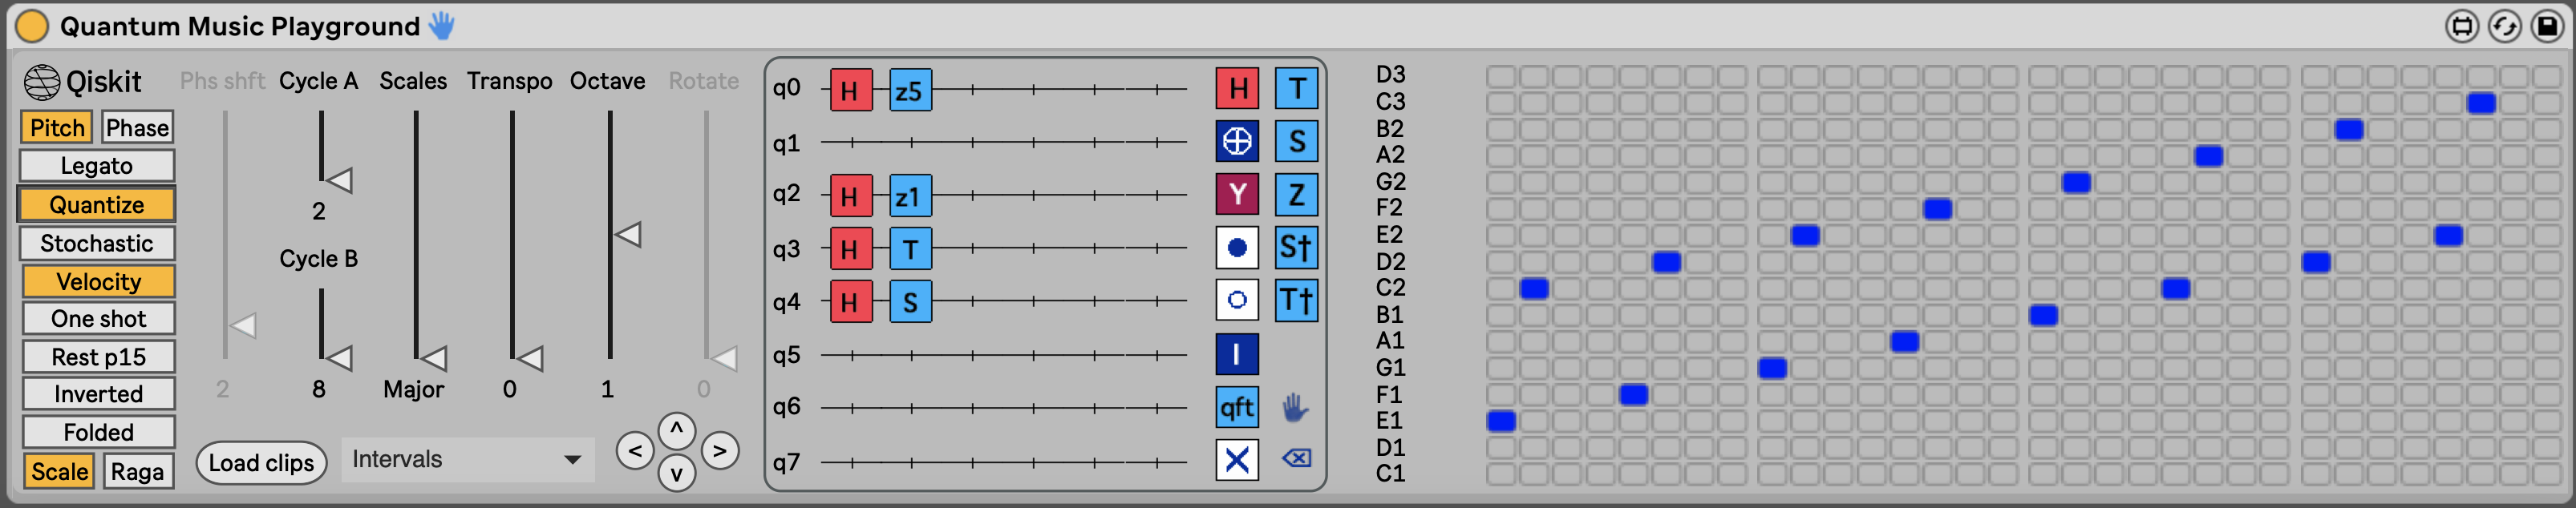 Quantum Music Playground
Qiskit
Phs shft Cycle A Scales Transpo Octave Rotate
Pitch Phase
Legato
Quantize
Stochastic
Velocity
One shot
Rest p15
Inverted
Folded
Scale Raga
2
Cycle B
2 8 Major 0 1 0
Load clips
Intervals
< ^ v >
q0 H z5 H T
q1 S
q2 H z1 Y Z
q3 H T S†
q4 H S T†
q5 I
q6 qft
q7
D3
C3
B2
A2
G2
F2
E2
D2
C2
B1
A1
G1
F1
E1
D1
C1